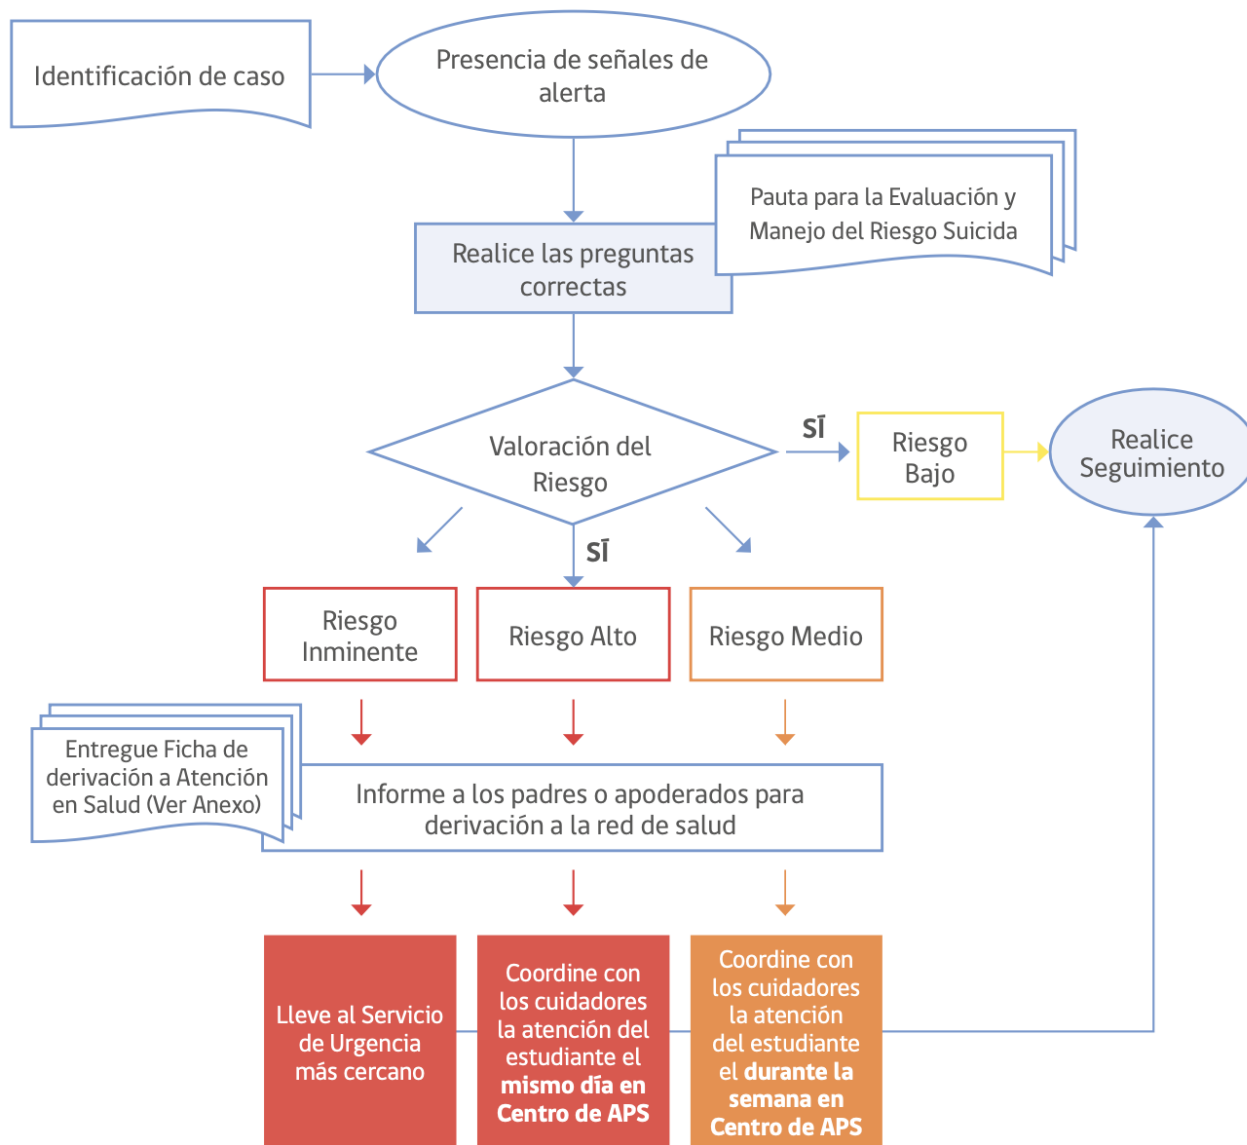 Identificación de caso
Presencia de señales de
alerta
Pauta para la Evaluación y
Manejo del Riesgo Suicida
Realice las preguntas
correctas
Valoración del
Riesgo
SÍ
Riesgo
Bajo
Realice
Seguimiento
SÍ
Riesgo
Inminente
Riesgo Alto
Riesgo Medio
Entregue Ficha de
derivación a Atención
en Salud (Ver Anexo)
Informe a los padres o apoderados para
derivación a la red de salud
Lleve al Servicio
de Urgencia
más cercano
Coordine con
los cuidadores
la atención del
estudiante el
mismo día en
Centro de APS
Coordine con
los cuidadores
la atención
del estudiante
el durante la
semana en
Centro de APS